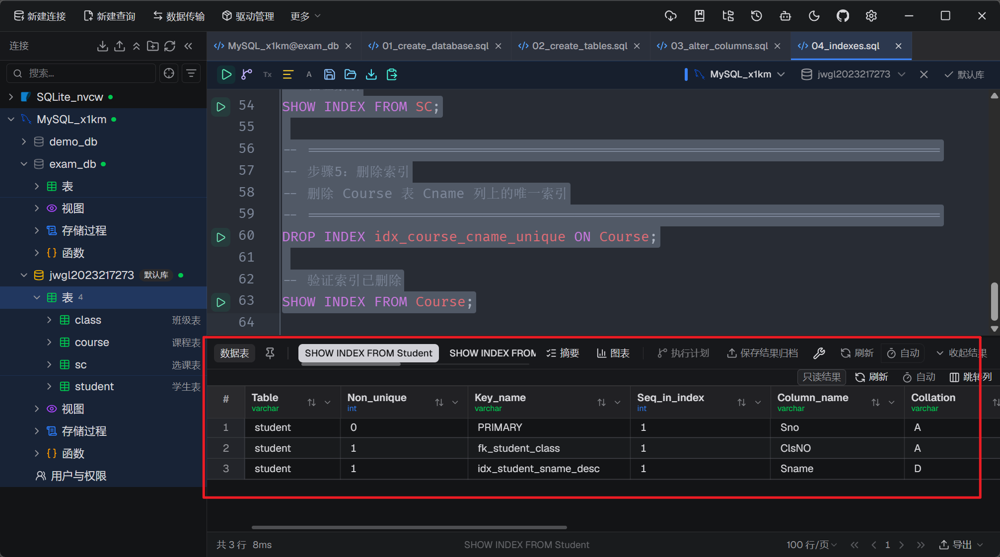 新建连接 新建查询 数据传输 驱动管理 更多
连接
MySQL_x1km@exam_db 01_create_database.sql 02_create_tables.sql 03_alter_columns.sql 04_indexes.sql
搜索...
Tx A MySQL_x1km jwgl2023217273 默认库
SQLite_nvcw
MySQL_x1km
demo_db
exam_db
表
视图
存储过程
函数
jwgl2023217273 默认库
表 4
class 班级表
course 课程表
sc 选课表
student 学生表
视图
存储过程
函数
用户与权限
54 SHOW INDEX FROM SC;
55
56 -- ====================
57 -- 步骤5: 删除索引
58 -- 删除 Course 表 Cname 列上的唯一索引
59 -- ====================
60 DROP INDEX idx_course_cname_unique ON Course;
61
62 -- 验证索引已删除
63 SHOW INDEX FROM Course;
64
数据表 SHOW INDEX FROM Student SHOW INDEX FROM 摘要 图表 执行计划 保存结果归档 刷新 自动 收起结果
只读结果 刷新 自动 跳转列
# Table Non_unique Key_name Seq_in_index Column_name Collation
varchar int varchar int varchar varchar
1 student 0 PRIMARY 1 Sno A
2 student 1 fk_student_class 1 ClsNO A
3 student 1 idx_student_sname_desc 1 Sname D
共 3 行 8ms SHOW INDEX FROM Student 100 行/页 1 导出